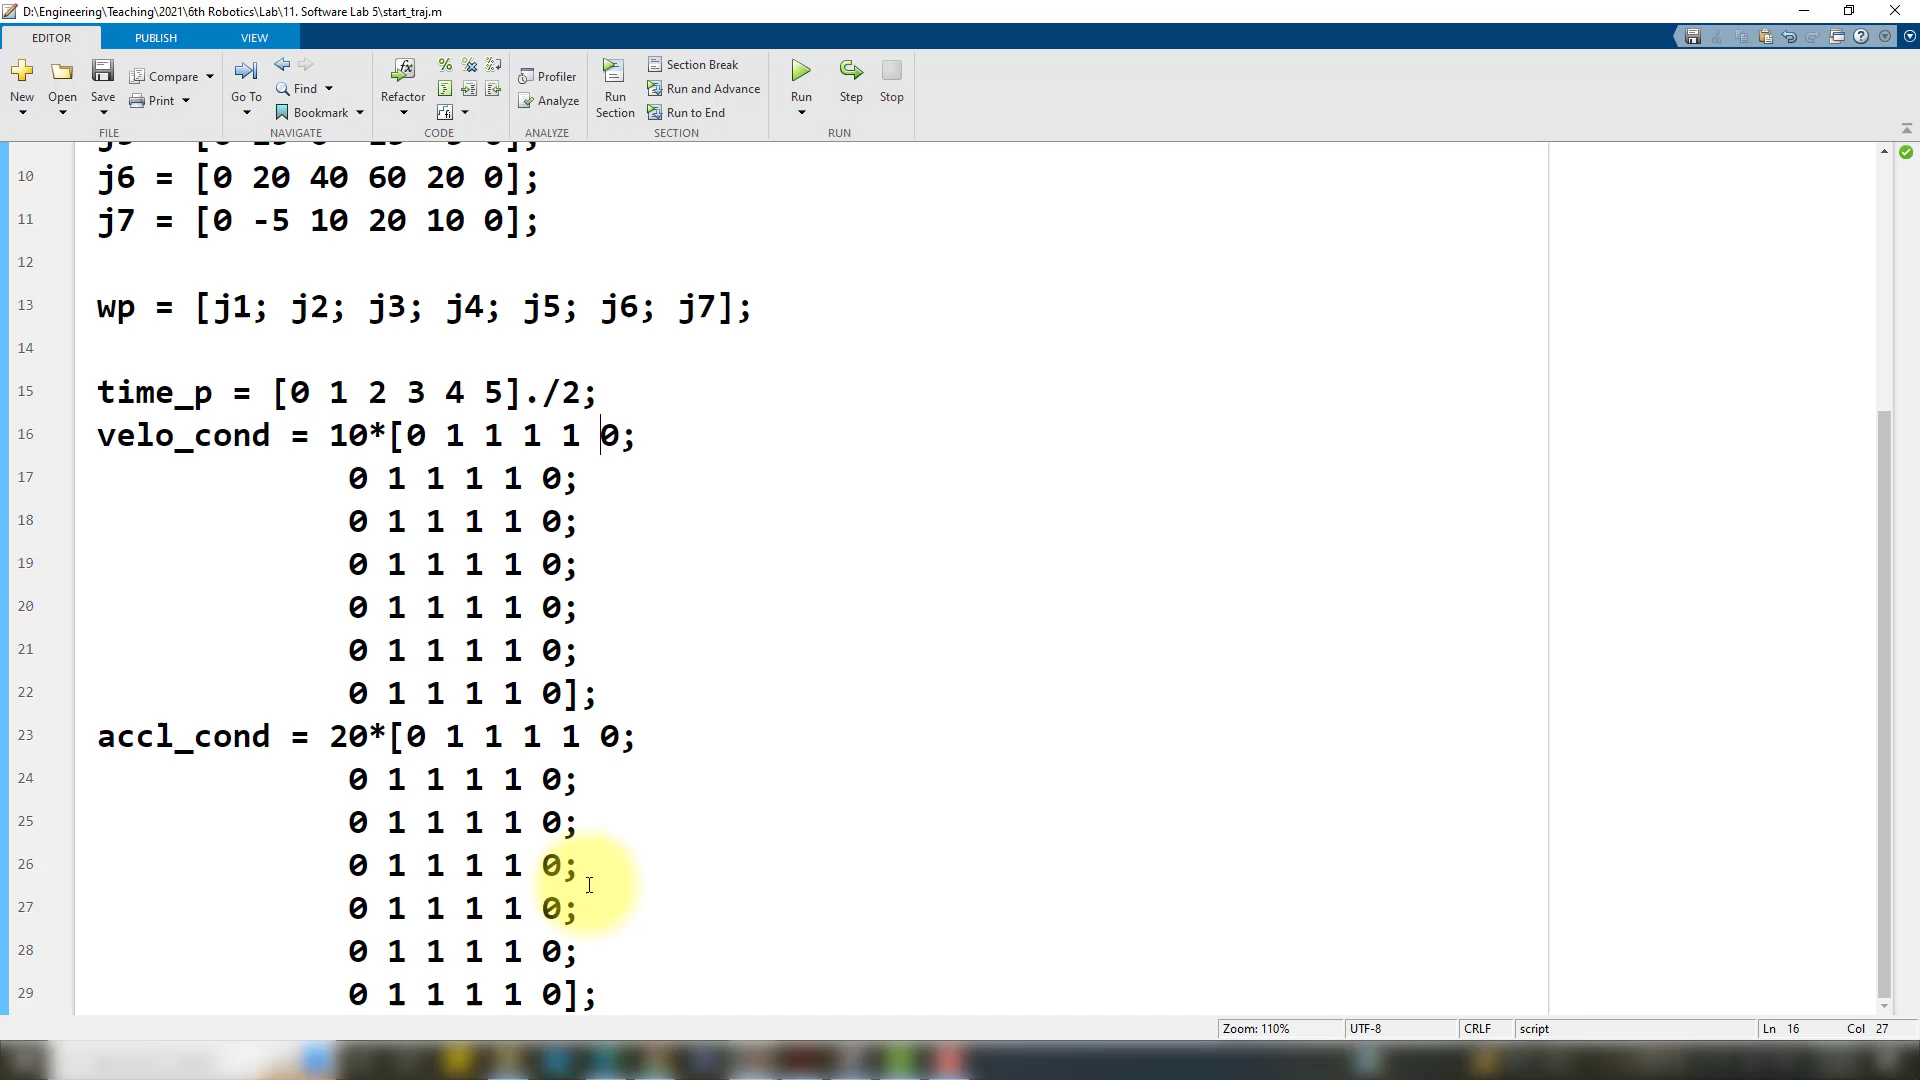 D:\Engineering\Teaching\2021\6th Robotics\Lab\11. Software Lab 5\start_traj.m
EDITOR PUBLISH VIEW
New Open Save Compare Print
FILE
Go To Find Bookmark
NAVIGATE
Refactor
CODE
Profiler Analyze
ANALYZE
Run Section Section Break Run and Advance Run to End
SECTION
Run Step Stop
RUN
10 j6 = [0 20 40 60 20 0];
11 j7 = [0 -5 10 20 10 0];
12
13 wp = [j1; j2; j3; j4; j5; j6; j7];
14
15 time_p = [0 1 2 3 4 5]./2;
16 velo_cond = 10*[0 1 1 1 1 0;
17 0 1 1 1 1 0;
18 0 1 1 1 1 0;
19 0 1 1 1 1 0;
20 0 1 1 1 1 0;
21 0 1 1 1 1 0;
22 0 1 1 1 1 0];
23 accl_cond = 20*[0 1 1 1 1 0;
24 0 1 1 1 1 0;
25 0 1 1 1 1 0;
26 0 1 1 1 1 0;
27 0 1 1 1 1 0;
28 0 1 1 1 1 0;
29 0 1 1 1 1 0];
Zoom: 110% UTF-8 CRLF script Ln 16 Col 27